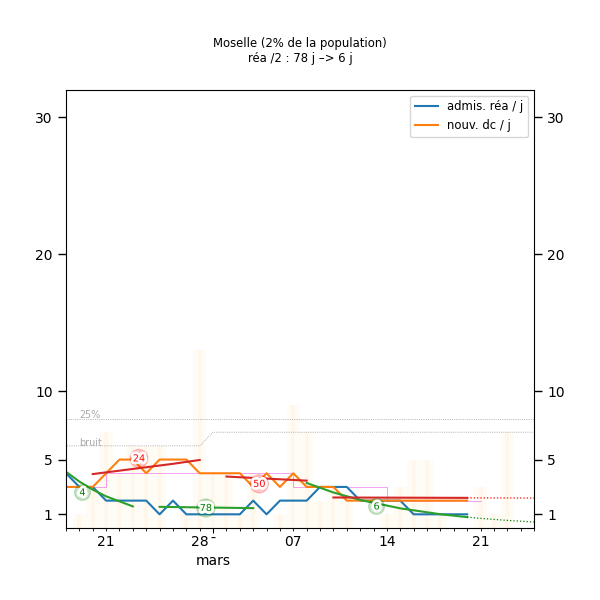 Moselle (2% de la population)
réa /2 : 78 j –> 6 j
admis. réa / j
nouv. dc / j
30 30
20 20
10 10
25%
bruit
5 5
24
50
4
78
6
1 1
21 28 07 14 21
mars